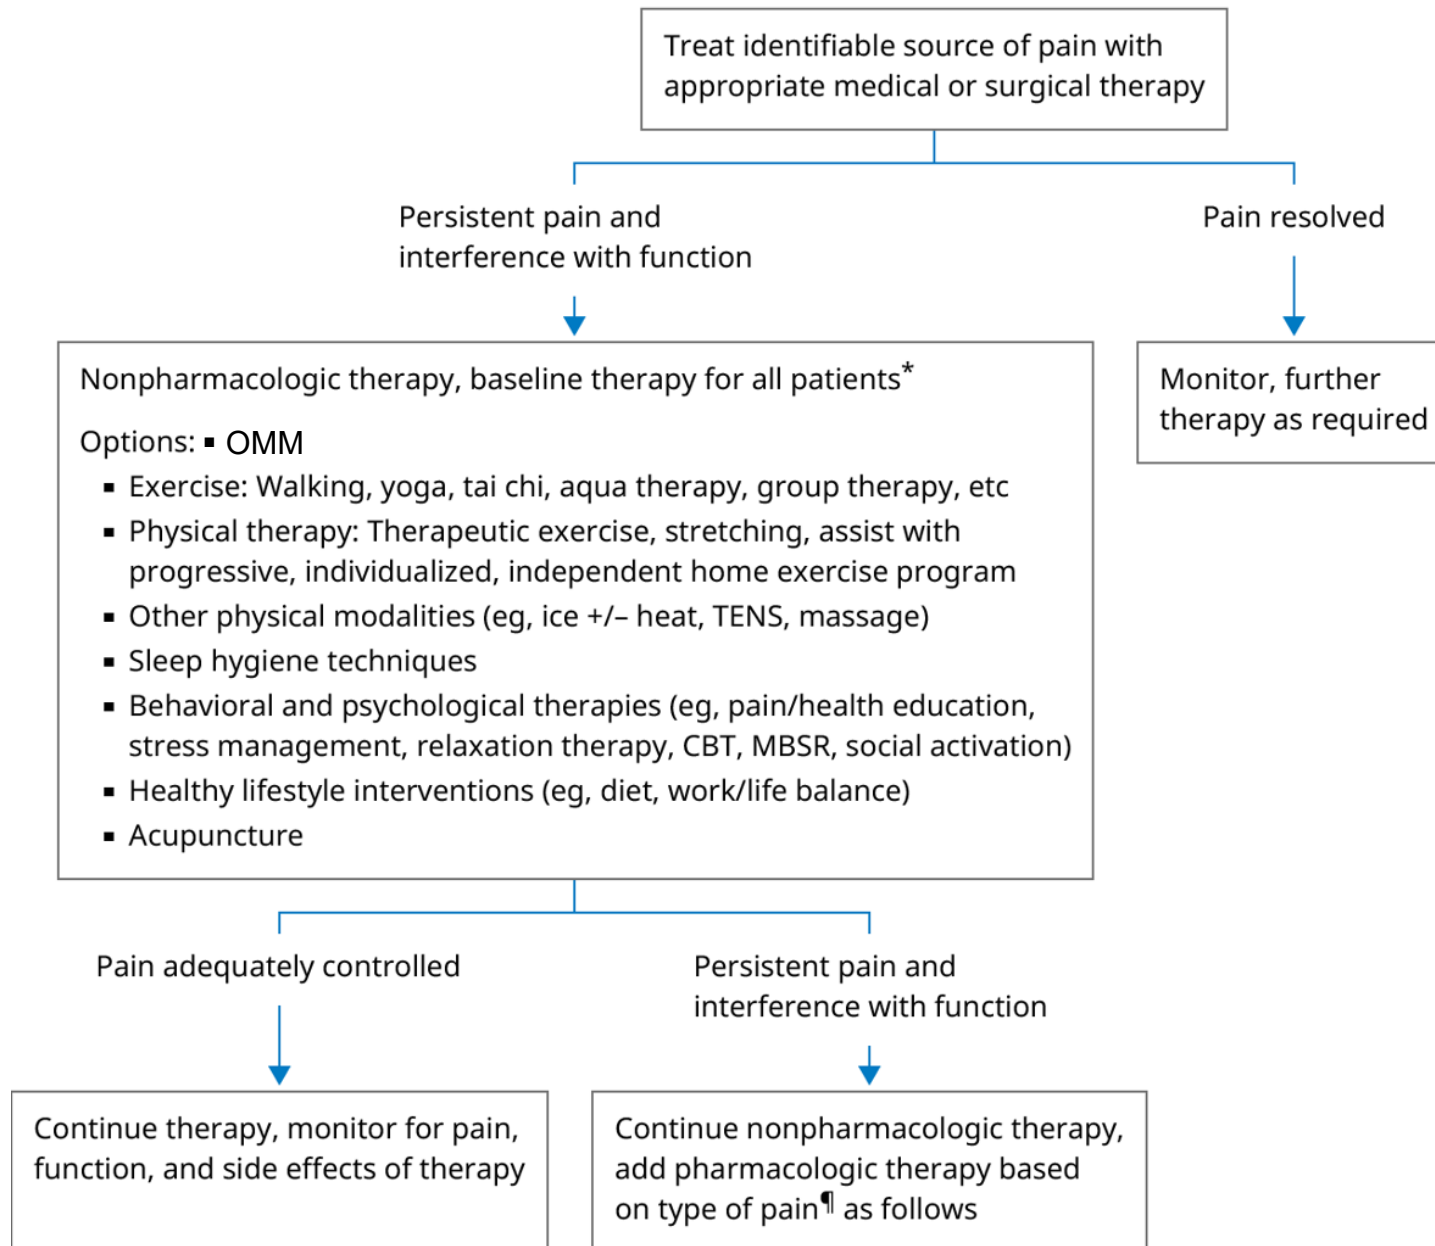 Treat identifiable source of pain with
appropriate medical or surgical therapy
Persistent pain and
interference with function
Pain resolved
Nonpharmacologic therapy, baseline therapy for all patients*
Options: ▪ OMM
▪ Exercise: Walking, yoga, tai chi, aqua therapy, group therapy, etc
▪ Physical therapy: Therapeutic exercise, stretching, assist with
progressive, individualized, independent home exercise program
▪ Other physical modalities (eg, ice +/– heat, TENS, massage)
▪ Sleep hygiene techniques
▪ Behavioral and psychological therapies (eg, pain/health education,
stress management, relaxation therapy, CBT, MBSR, social activation)
▪ Healthy lifestyle interventions (eg, diet, work/life balance)
▪ Acupuncture
Monitor, further
therapy as required
Pain adequately controlled
Persistent pain and
interference with function
Continue therapy, monitor for pain,
function, and side effects of therapy
Continue nonpharmacologic therapy,
add pharmacologic therapy based
on type of pain¶ as follows